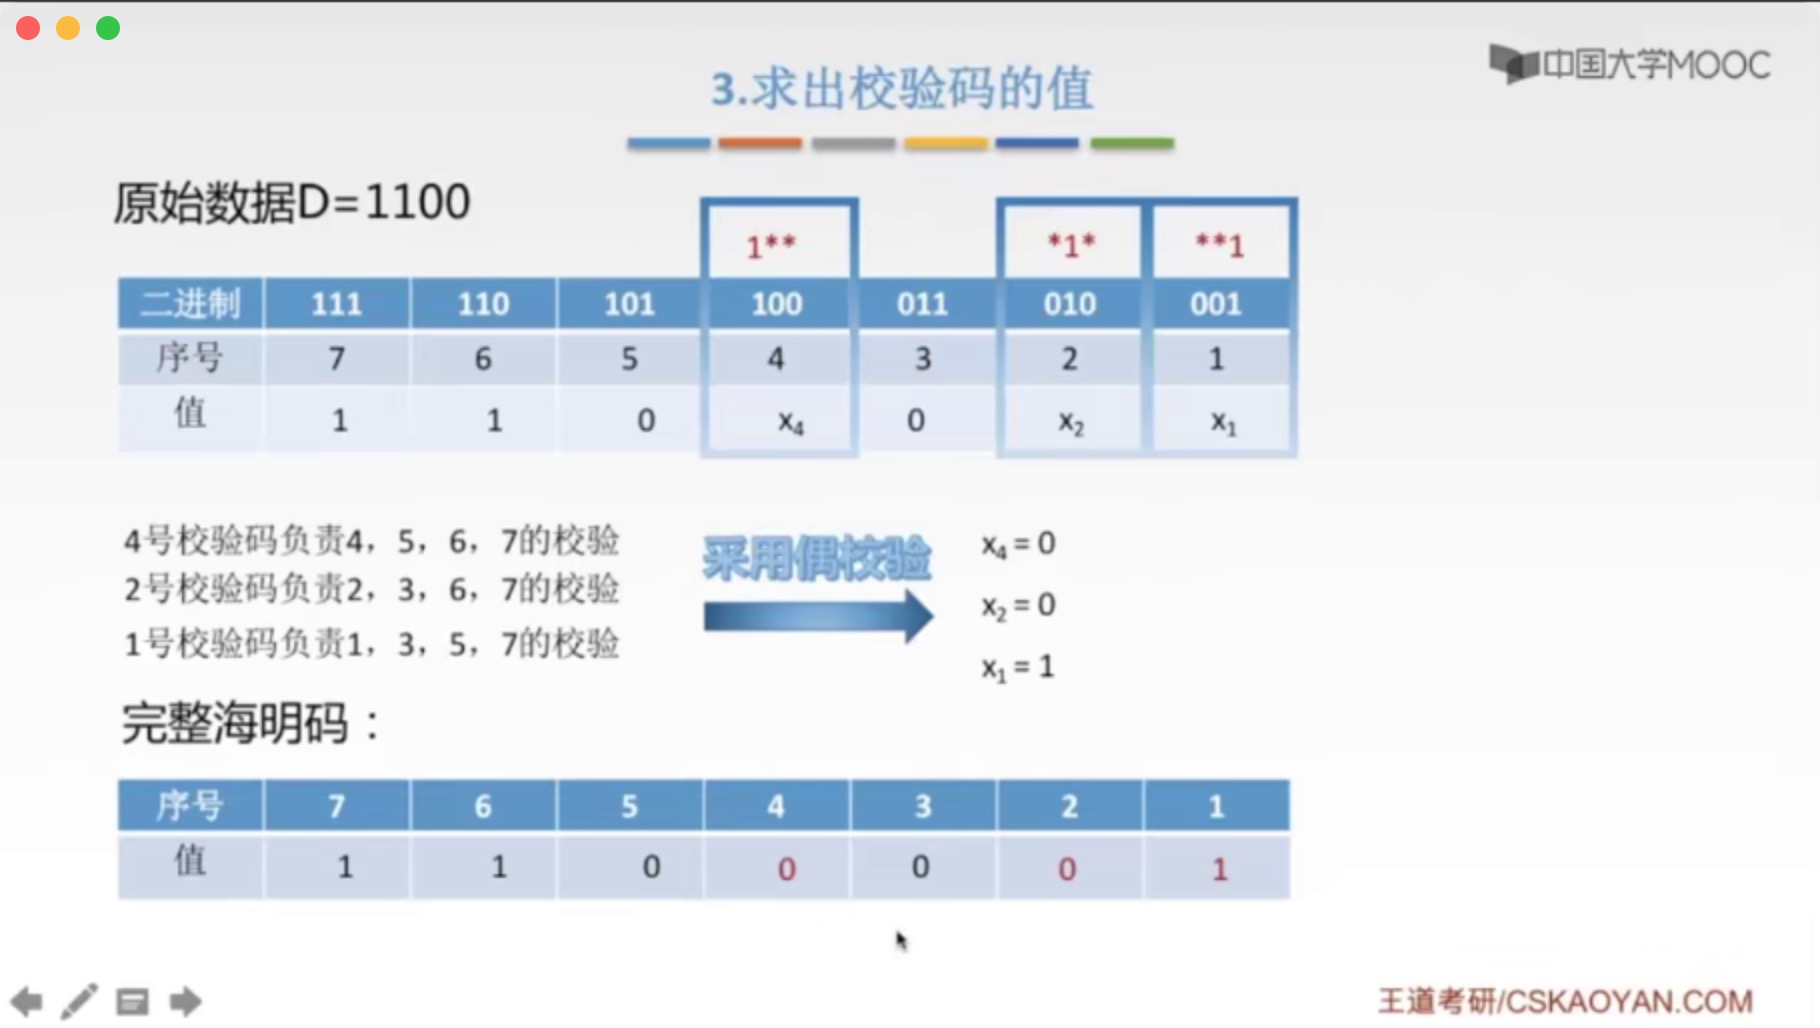 中国大学MOOC
3.求出校验码的值
原始数据D=1100
1** *1* **1
二进制 111 110 101 100 011 010 001
序号 7 6 5 4 3 2 1
值 1 1 0 x₄ 0 x₂ x₁
4号校验码负责4，5，6，7的校验
2号校验码负责2，3，6，7的校验
1号校验码负责1，3，5，7的校验
采用偶校验
x₄ = 0
x₂ = 0
x₁ = 1
完整海明码：
序号 7 6 5 4 3 2 1
值 1 1 0 0 0 0 1
王道考研/CSKAOYAN.COM